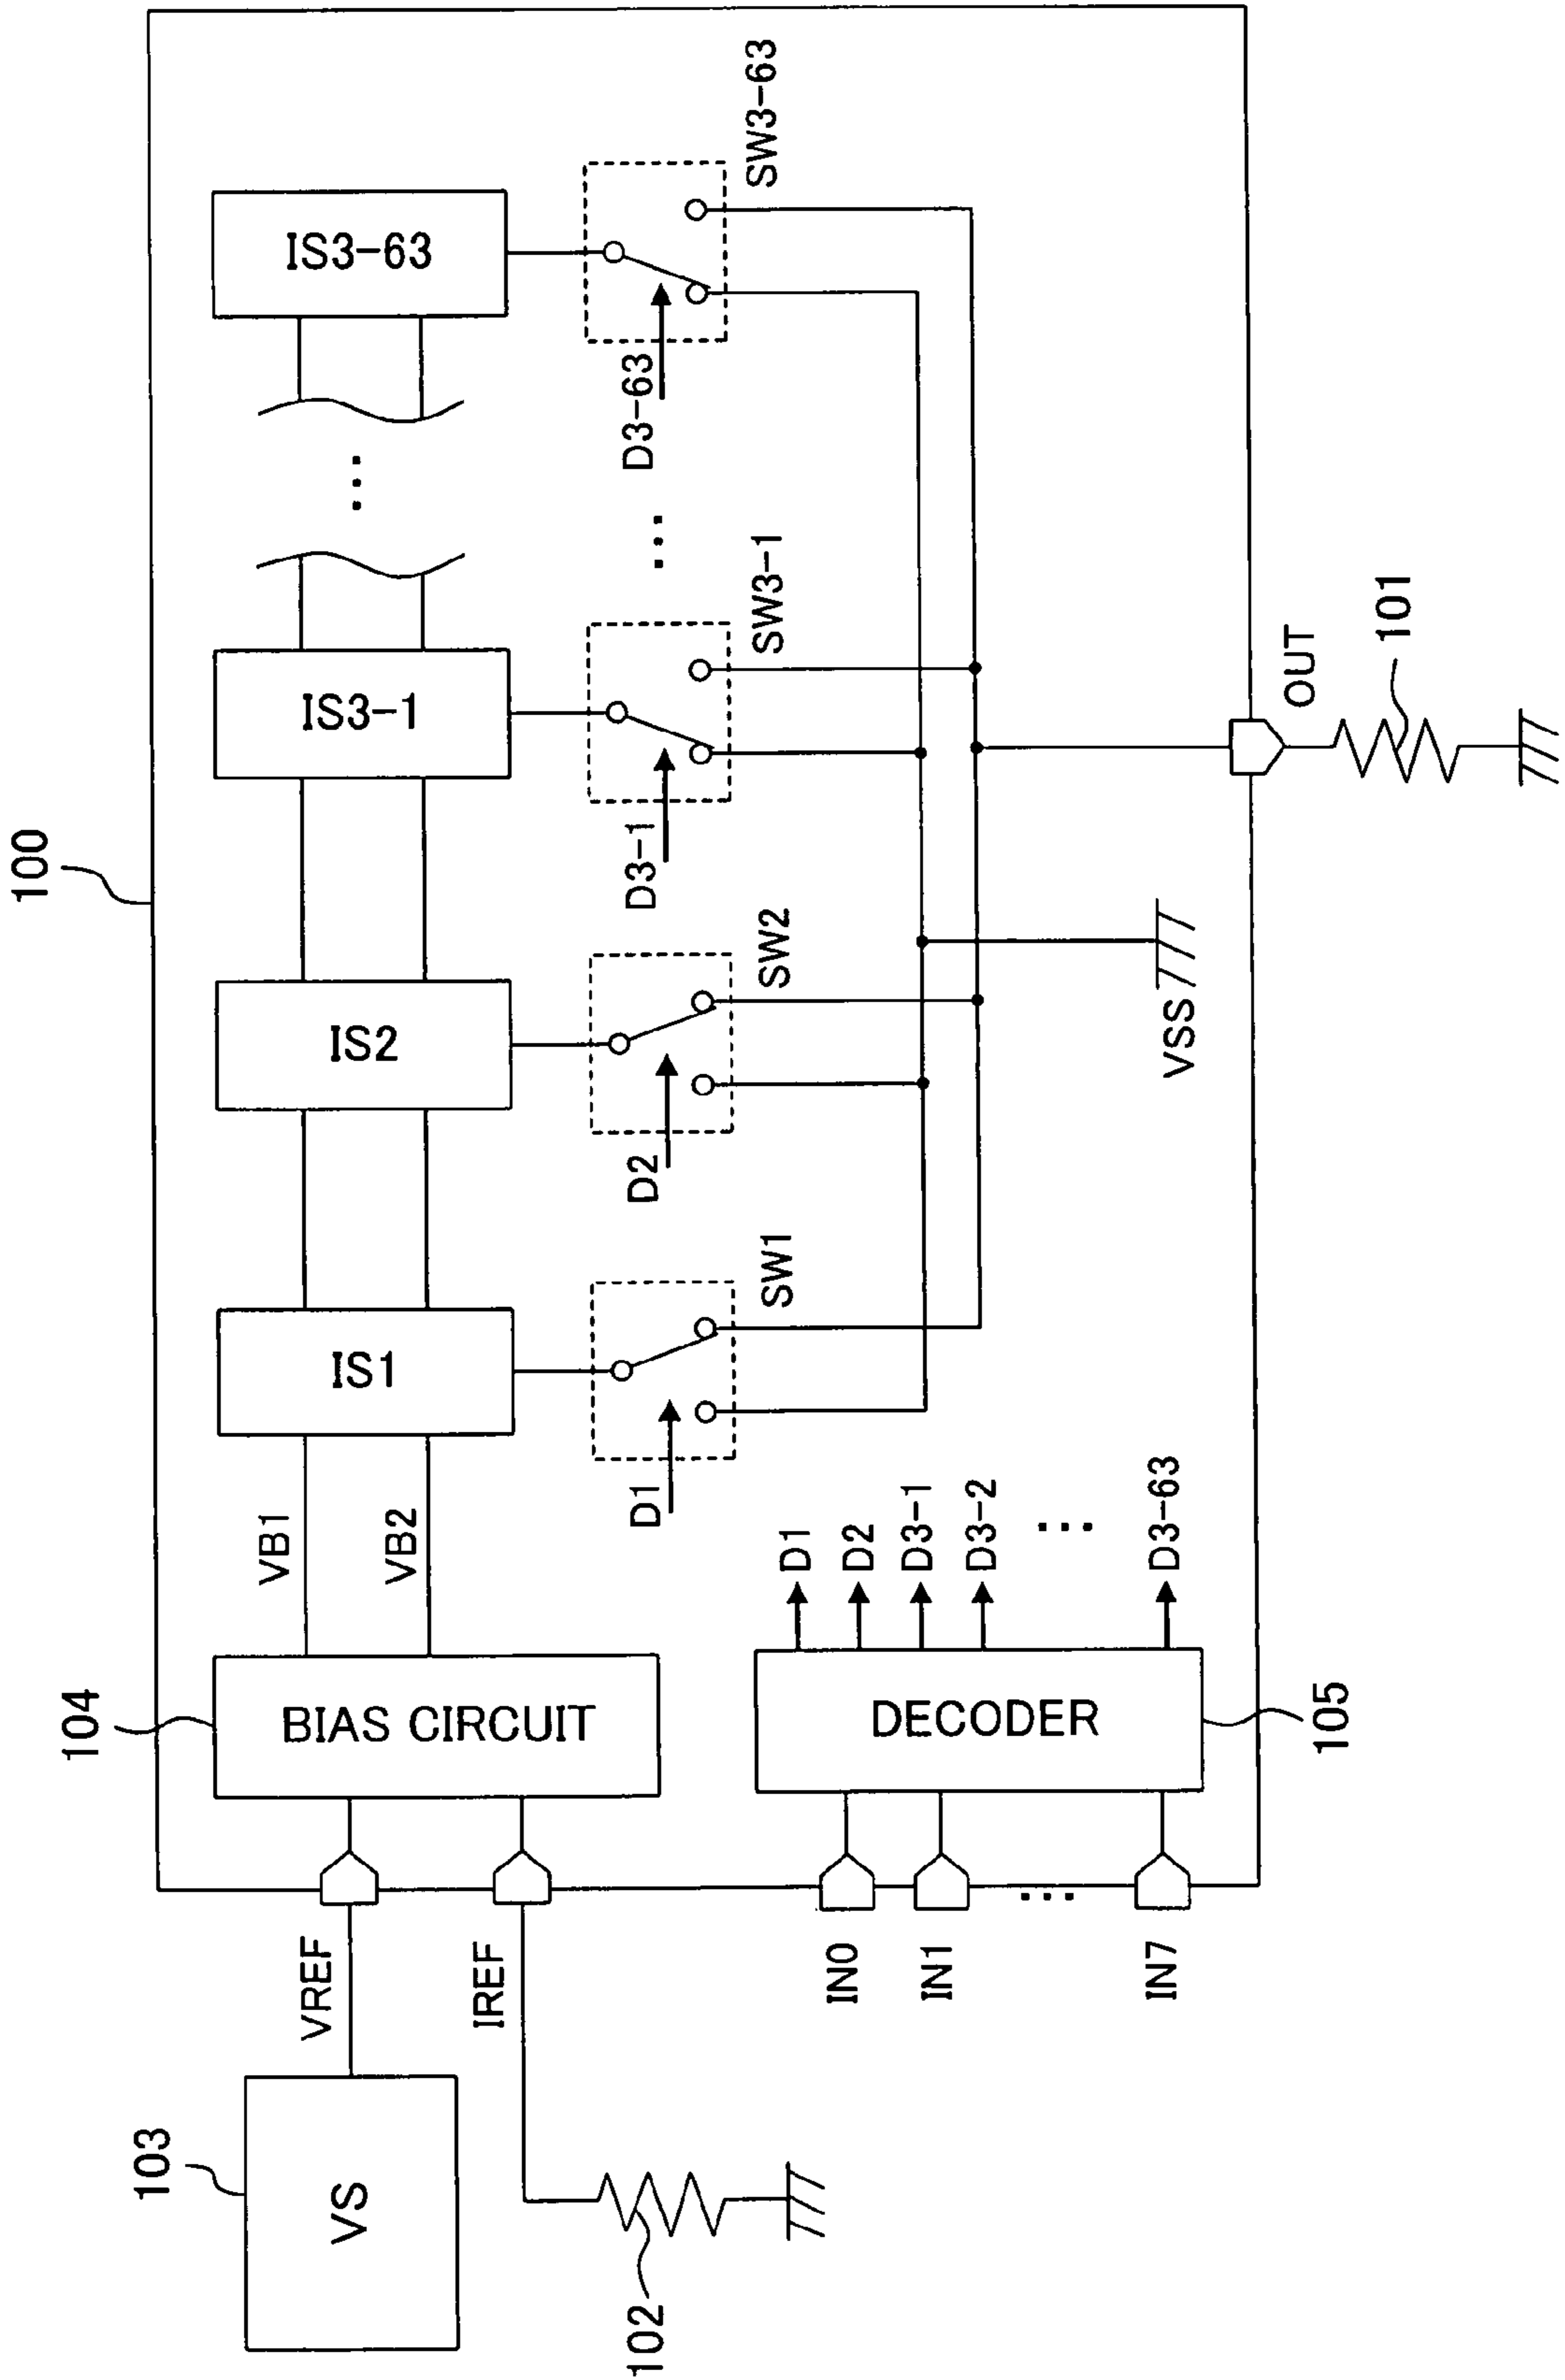 100
103
VS
VREF
IREF
102
104
BIAS CIRCUIT
VB1
VB2
IS1
IS2
IS3-1
...
IS3-63
D1
SW1
D2
SW2
D3-1
SW3-1
...
D3-63
SW3-63
IN0
IN1
...
IN7
DECODER
105
D1
D2
D3-1
D3-2
...
D3-63
VSS
OUT
101